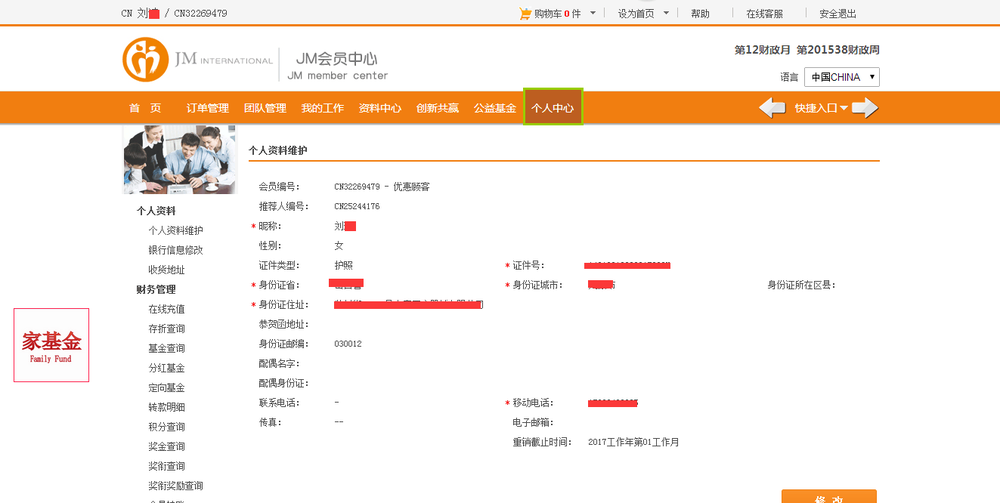 CN 刘 / CN32269479 购物车 0 件 设为首页 帮助 在线客服 安全退出
JM INTERNATIONAL
JM会员中心
JM member center
第12财政月 第201538财政周
语言 中国CHINA
首 页 订单管理 团队管理 我的工作 资料中心 创新共赢 公益基金 个人中心 快捷入口
个人资料
个人资料维护
银行信息修改
收货地址
财务管理
在线充值
存折查询
基金查询
分红基金
定向基金
转款明细
积分查询
奖金查询
奖衔查询
奖衔奖励查询
家基金
Family Fund
个人资料维护
会员编号: CN32269479 - 优惠顾客
推荐人编号: CN25244176
* 昵称: 刘
性别: 女
证件类型: 护照 * 证件号:
* 身份证省: * 身份证城市: 身份证所在区县:
* 身份证住址:
恭贺函地址:
身份证邮编: 030012
配偶名字:
配偶身份证:
联系电话: - * 移动电话:
传真: -- 电子邮箱:
重销截止时间: 2017工作年第01工作月
修 改